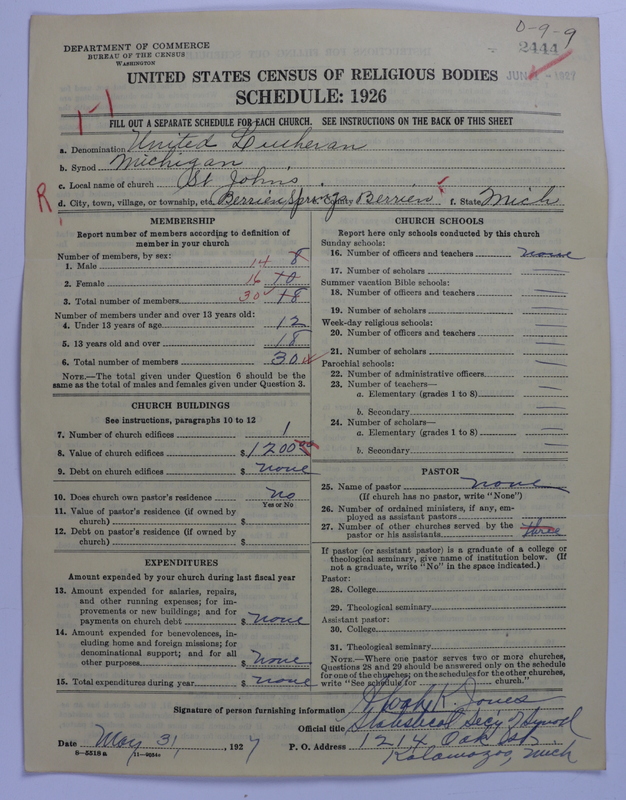 D-9-9
DEPARTMENT OF COMMERCE
BUREAU OF THE CENSUS
WASHINGTON
2444
JUN 1 - 1927
UNITED STATES CENSUS OF RELIGIOUS BODIES
SCHEDULE: 1926
1-1
FILL OUT A SEPARATE SCHEDULE FOR EACH CHURCH. SEE INSTRUCTIONS ON THE BACK OF THIS SHEET
a. Denomination United Lutheran
b. Synod Michigan
c. Local name of church St Johns
R
d. City, town, village, or township, etc. Berrien Springs County Berrien f. State Mich
MEMBERSHIP
Report number of members according to definition of
member in your church
Number of members, by sex:
1. Male 14 8
2. Female 16 10
3. Total number of members 30 18
Number of members under and over 13 years old:
4. Under 13 years of age 12
5. 13 years old and over 18
6. Total number of members 30
NOTE.—The total given under Question 6 should be the
same as the total of males and females given under Question 3.
CHURCH BUILDINGS
See instructions, paragraphs 10 to 12
7. Number of church edifices 1
8. Value of church edifices $ 1200 00
9. Debt on church edifices $ none
10. Does church own pastor's residence no
Yes or No
11. Value of pastor's residence (if owned by
church) $
12. Debt on pastor's residence (if owned by
church) $
EXPENDITURES
Amount expended by your church during last fiscal year
13. Amount expended for salaries, repairs,
and other running expenses; for im-
provements or new buildings; and for
payments on church debt $ none
14. Amount expended for benevolences, in-
cluding home and foreign missions; for
denominational support; and for all
other purposes $ none
15. Total expenditures during year $ none
CHURCH SCHOOLS
Report here only schools conducted by this church
Sunday schools:
16. Number of officers and teachers none
17. Number of scholars
Summer vacation Bible schools:
18. Number of officers and teachers
19. Number of scholars
Week-day religious schools:
20. Number of officers and teachers
21. Number of scholars
Parochial schools:
22. Number of administrative officers
23. Number of teachers—
a. Elementary (grades 1 to 8)
b. Secondary
24. Number of scholars—
a. Elementary (grades 1 to 8)
b. Secondary
PASTOR
25. Name of pastor none
(If church has no pastor, write "None")
26. Number of ordained ministers, if any, em-
ployed as assistant pastors
27. Number of other churches served by the
pastor or his assistants three
If pastor (or assistant pastor) is a graduate of a college or
theological seminary, give name of institution below. (If
not a graduate, write "No" in the space indicated.)
Pastor:
28. College
29. Theological seminary
Assistant pastor:
30. College
31. Theological seminary
NOTE.—Where one pastor serves two or more churches,
Questions 28 and 29 should be answered only on the schedule
for one of the churches; on the schedules for the other churches,
write "See schedule for church."
Signature of person furnishing information K Jones
Official title Statistical Secy Synod
Date May 31, 1927 P. O. Address 1214 Oak
Kalamazoo, Mich
8-5518a